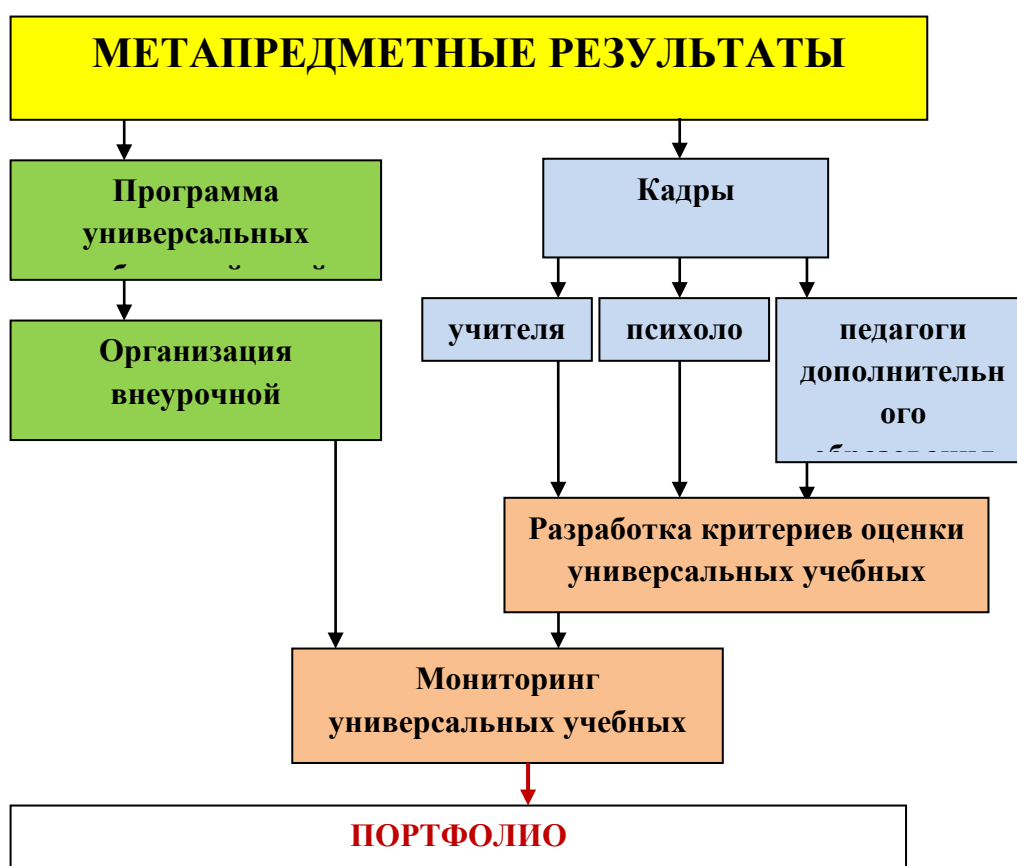 МЕТАПРЕДМЕТНЫЕ РЕЗУЛЬТАТЫ
Программа
универсальных
Кадры
учителя
психоло
педагоги
дополнительн
ого
Организация
внеурочной
Разработка критериев оценки
универсальных учебных
Мониторинг
универсальных учебных
ПОРТФОЛИО